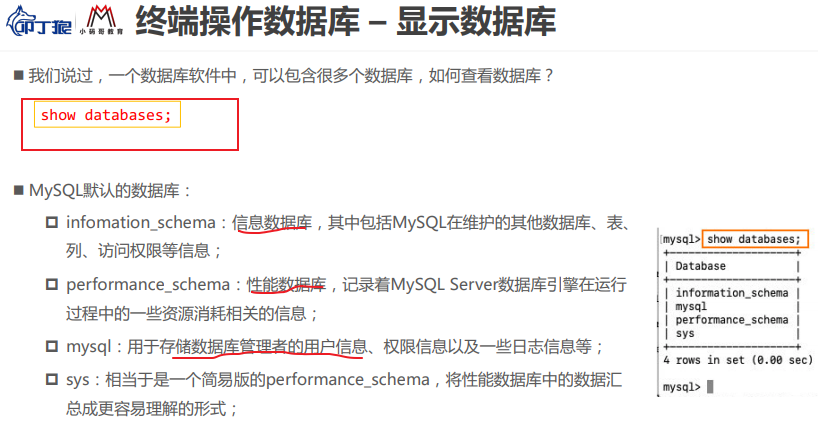 叩丁狼 小码哥教育 终端操作数据库 – 显示数据库
我们说过，一个数据库软件中，可以包含很多个数据库，如何查看数据库？
show databases;
MySQL默认的数据库：
infomation_schema：信息数据库，其中包括MySQL在维护的其他数据库、表、
列、访问权限等信息；
performance_schema：性能数据库，记录着MySQL Server数据库引擎在运行
过程中的一些资源消耗相关的信息；
mysql：用于存储数据库管理者的用户信息、权限信息以及一些日志信息等；
sys：相当于是一个简易版的performance_schema，将性能数据库中的数据汇
总成更容易理解的形式；
mysql> show databases;
+--------------------+
| Database           |
+--------------------+
| information_schema |
| mysql              |
| performance_schema |
| sys                |
+--------------------+
4 rows in set (0.00 sec)
mysql>